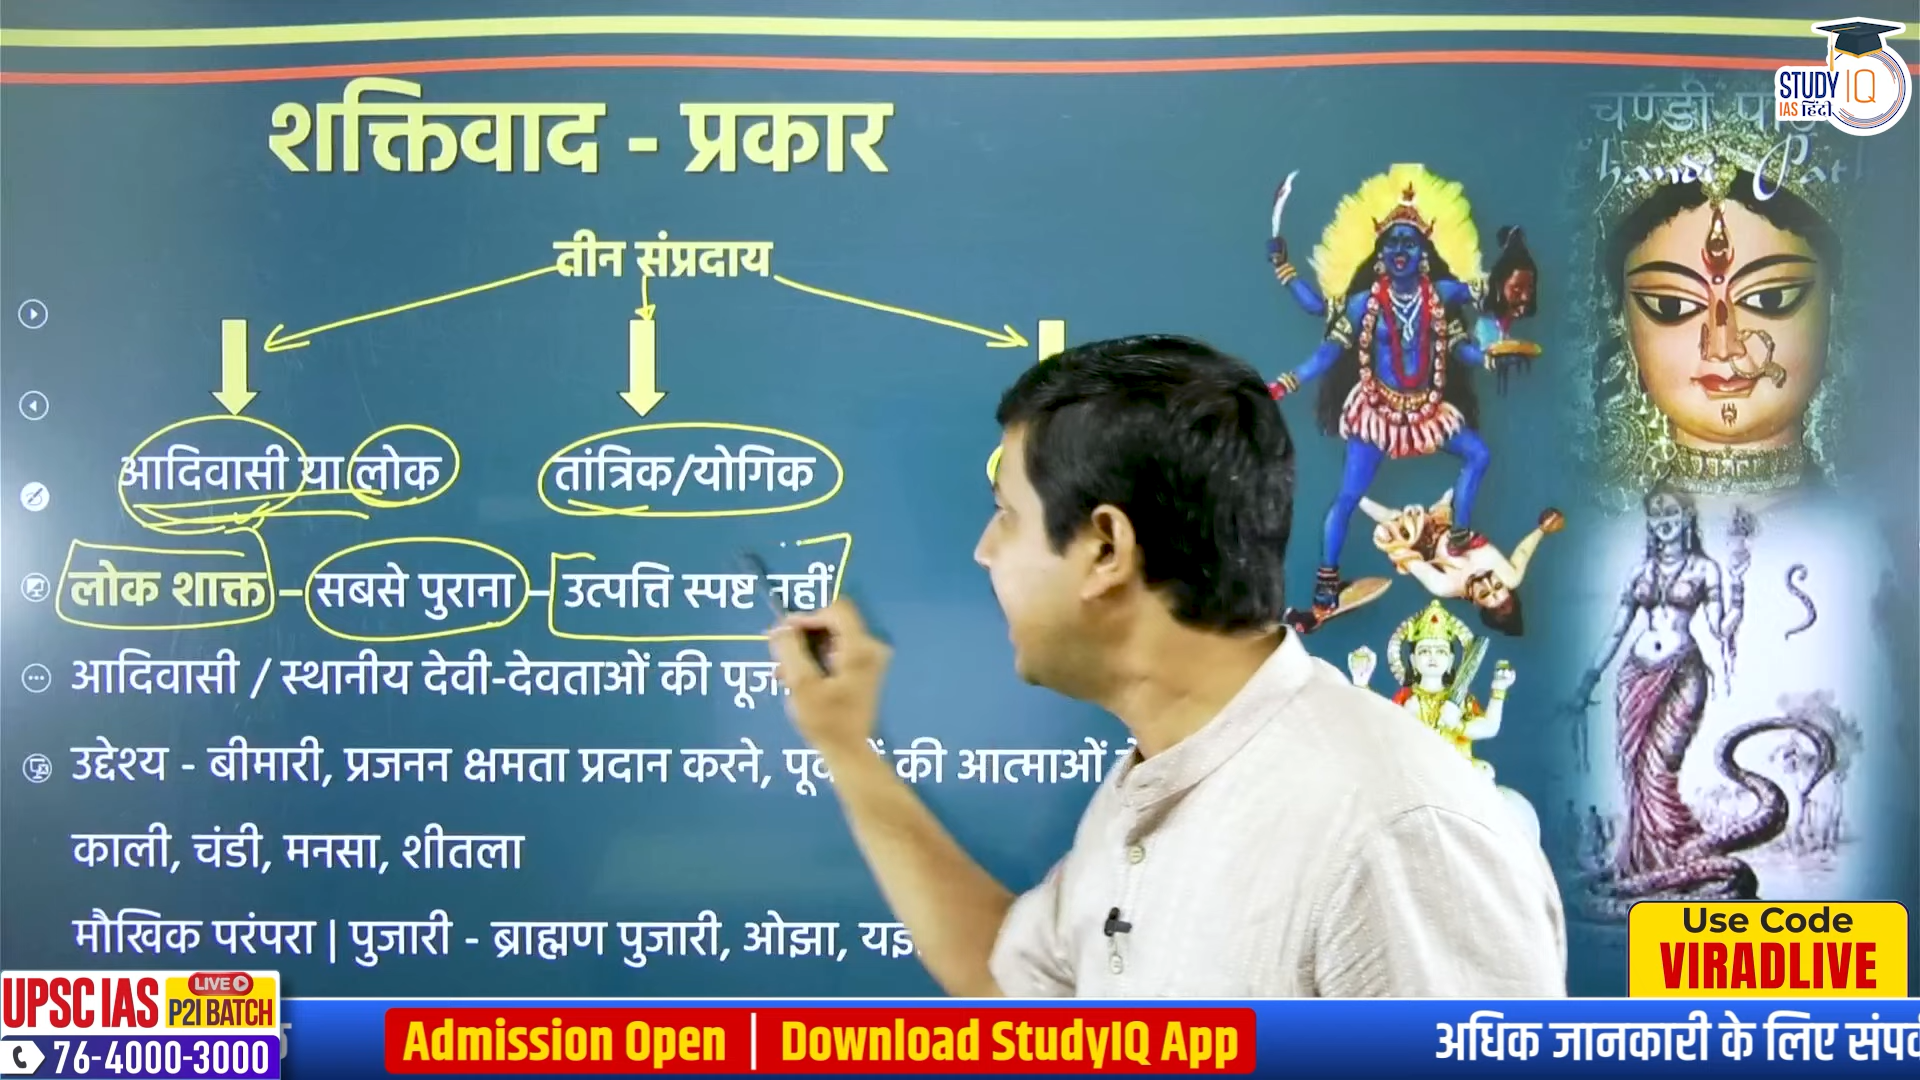 STUDY IQ
IAS हिंदी
शक्तिवाद - प्रकार
तीन संप्रदाय
आदिवासी या लोक
तांत्रिक/योगिक
लोक शाक्त – सबसे पुराना – उत्पत्ति स्पष्ट नहीं
आदिवासी / स्थानीय देवी-देवताओं की
उद्देश्य - बीमारी, प्रजनन क्षमता प्रदान करने, की आत्माओं
काली, चंडी, मनसा, शीतला
मौखिक परंपरा | पुजारी - ब्राह्मण पुजारी, ओझा,
Use Code
VIRADLIVE
UPSC IAS LIVE P2I BATCH
76-4000-3000
Admission Open | Download StudyIQ App
अधिक जानकारी के लिए